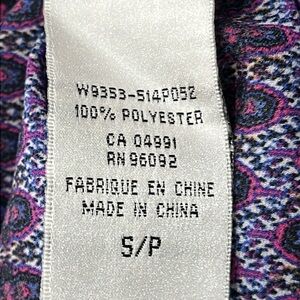 W9353-514P052
100% POLYESTER
CA 04991
RN 96092
FABRIQUE EN CHINE
MADE IN CHINA
S/P